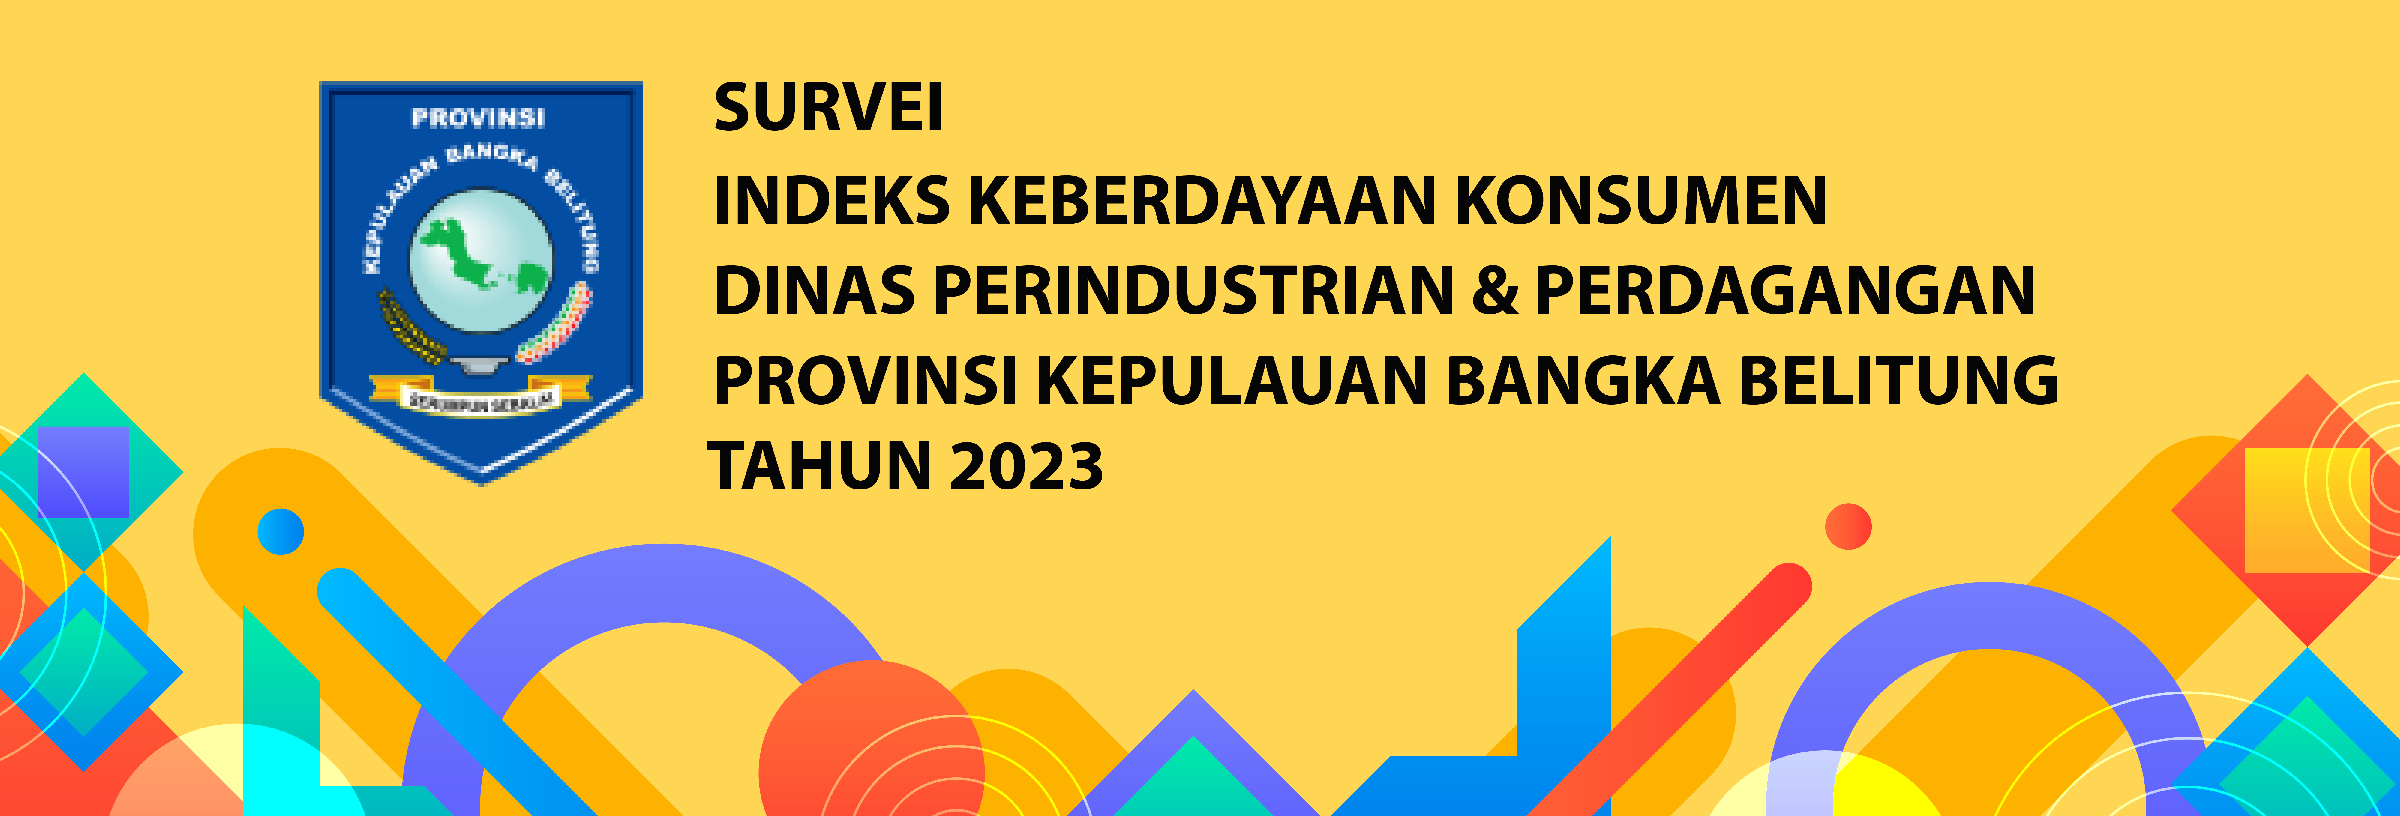 PROVINSI
KEPULAUAN BANGKA BELITUNG
SERUMPUN SEBALAI
SURVEI
INDEKS KEBERDAYAAN KONSUMEN
DINAS PERINDUSTRIAN & PERDAGANGAN
PROVINSI KEPULAUAN BANGKA BELITUNG
TAHUN 2023